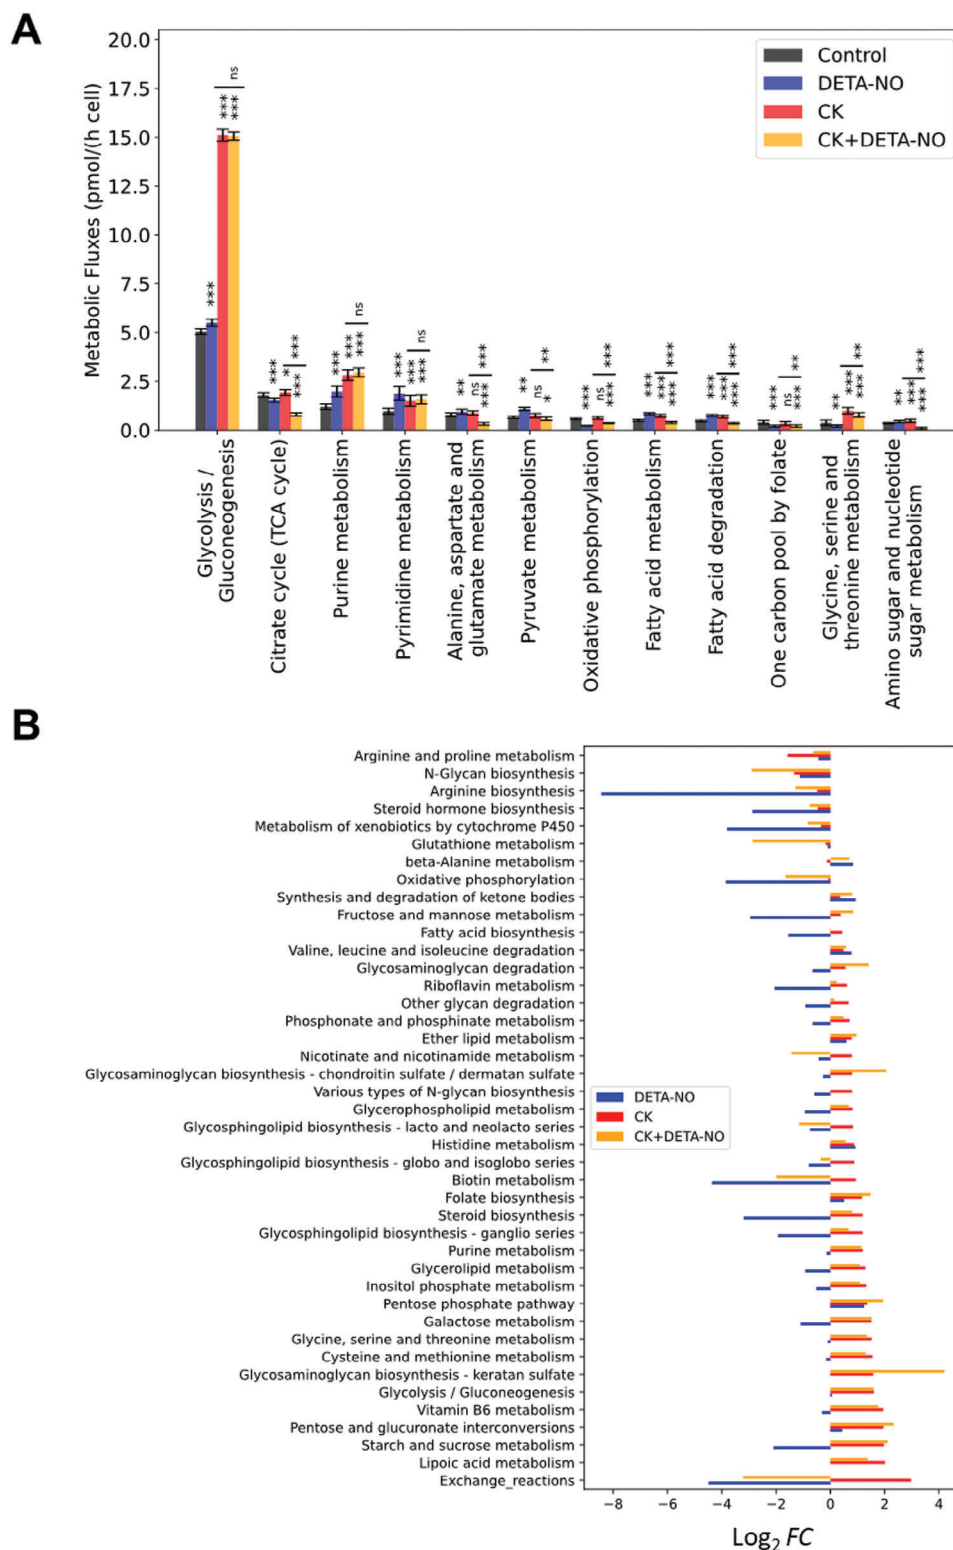 A
20.0
17.5
15.0
12.5
10.0
7.5
5.0
2.5
0.0
Metabolic Fluxes (pmol/(h cell)
Control
DETA-NO
CK
CK+DETA-NO
*** *** *** ns
*** * *** ***
*** *** *** ns
*** *** *** ns
** ns *** ***
** ns * **
*** ns *** ***
*** *** *** ***
*** *** *** ***
*** ns *** **
** *** *** **
** *** *** ***
Glycolysis /
Gluconeogenesis
Citrate cycle (TCA cycle)
Purine metabolism
Pyrimidine metabolism
Alanine, aspartate and
glutamate metabolism
Pyruvate metabolism
Oxidative phosphorylation
Fatty acid metabolism
Fatty acid degradation
One carbon pool by folate
Glycine, serine and
threonine metabolism
Amino sugar and nucleotide
sugar metabolism
B
Arginine and proline metabolism
N-Glycan biosynthesis
Arginine biosynthesis
Steroid hormone biosynthesis
Metabolism of xenobiotics by cytochrome P450
Glutathione metabolism
beta-Alanine metabolism
Oxidative phosphorylation
Synthesis and degradation of ketone bodies
Fructose and mannose metabolism
Fatty acid biosynthesis
Valine, leucine and isoleucine degradation
Glycosaminoglycan degradation
Riboflavin metabolism
Other glycan degradation
Phosphonate and phosphinate metabolism
Ether lipid metabolism
Nicotinate and nicotinamide metabolism
Glycosaminoglycan biosynthesis - chondroitin sulfate / dermatan sulfate
Various types of N-glycan biosynthesis
Glycerophospholipid metabolism
Glycosphingolipid biosynthesis - lacto and neolacto series
Histidine metabolism
Glycosphingolipid biosynthesis - globo and isoglobo series
Biotin metabolism
Folate biosynthesis
Steroid biosynthesis
Glycosphingolipid biosynthesis - ganglio series
Purine metabolism
Glycerolipid metabolism
Inositol phosphate metabolism
Pentose phosphate pathway
Galactose metabolism
Glycine, serine and threonine metabolism
Cysteine and methionine metabolism
Glycosaminoglycan biosynthesis - keratan sulfate
Glycolysis / Gluconeogenesis
Vitamin B6 metabolism
Pentose and glucuronate interconversions
Starch and sucrose metabolism
Lipoic acid metabolism
Exchange_reactions
DETA-NO
CK
CK+DETA-NO
−8 −6 −4 −2 0 2 4
Log₂ FC